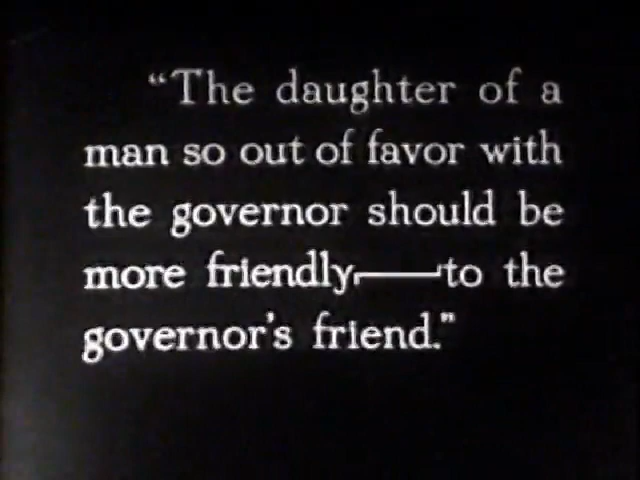 “The daughter of a
man so out of favor with
the governor should be
more friendly,——to the
governor's friend."